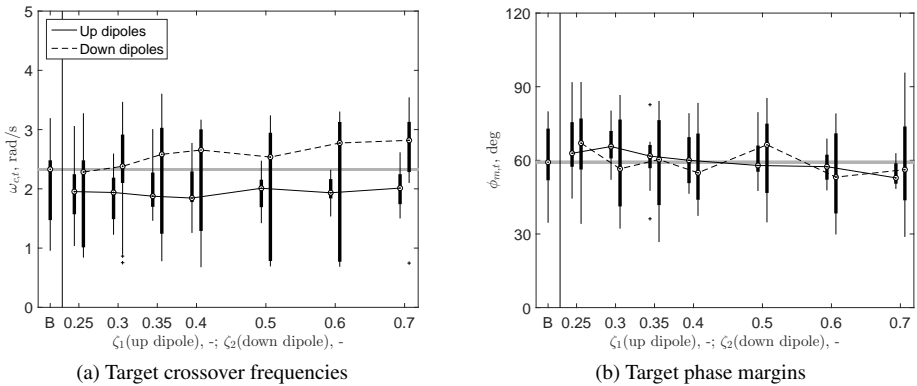 5
4
3
2
1
0
ω_{c,t}, rad/s
Up dipoles
Down dipoles
B 0.25 0.3 0.35 0.4 0.5 0.6 0.7
ζ₁(up dipole), -; ζ₂(down dipole), -
(a) Target crossover frequencies
120
90
60
30
0
ϕ_{m,t}, deg
B 0.25 0.3 0.35 0.4 0.5 0.6 0.7
ζ₁(up dipole), -; ζ₂(down dipole), -
(b) Target phase margins